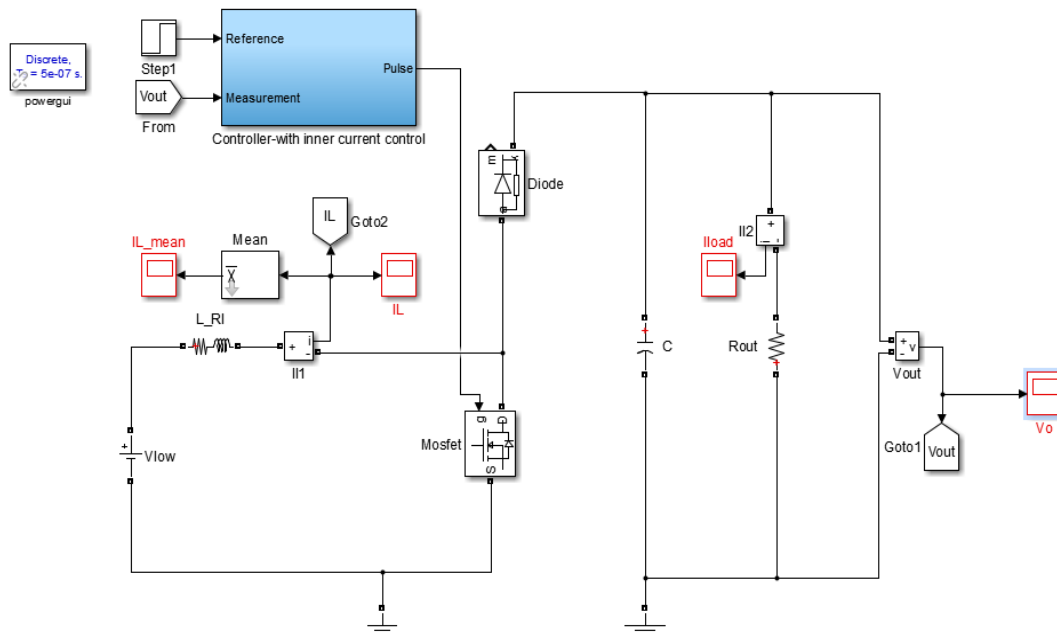 Discrete,
Ts = 5e-07 s.
powergui
Step1
Vout
From
Reference
Measurement
Pulse
Controller-with inner current control
m
k
a
Diode
IL
Goto2
IL_mean
Mean
X
IL
L_Rl
+
i
-
Il1
g
D
S
Mosfet
+
Vlow
+
C
+
i
-
Il2
Iload
Rout
+
+
-
v
Vout
Goto1
Vout
Vo